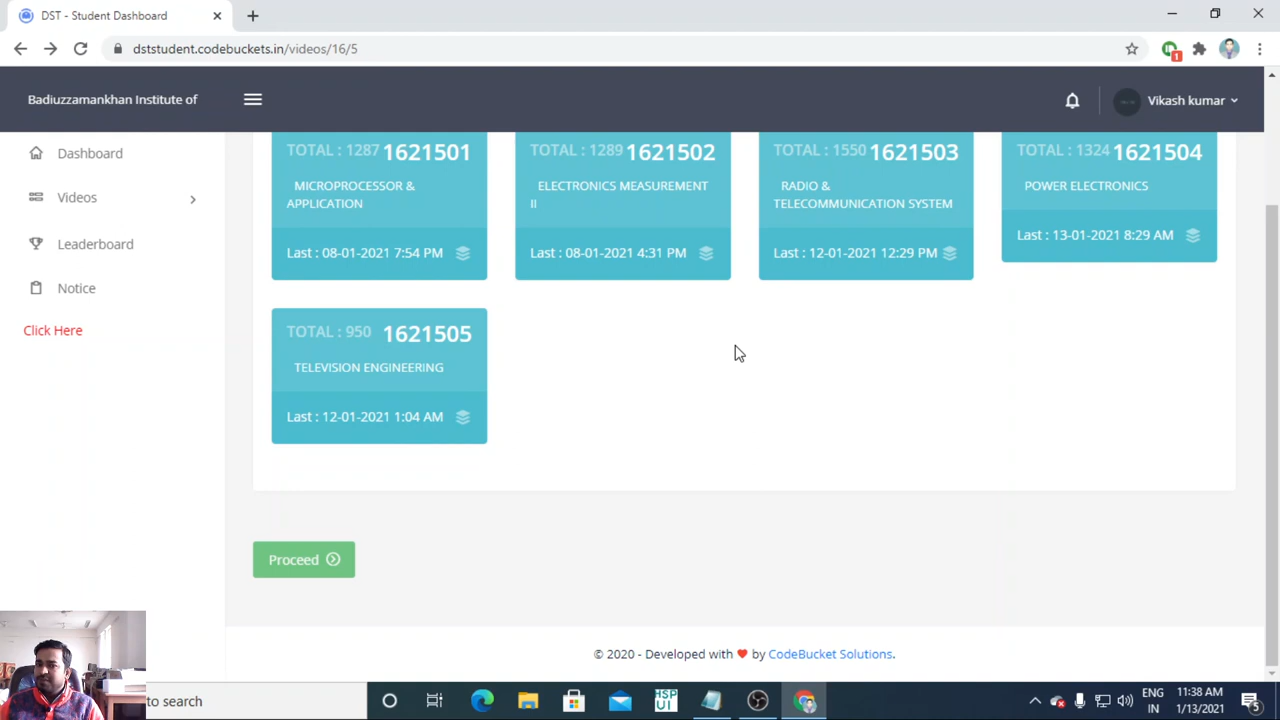 DST - Student Dashboard
dststudent.codebuckets.in/videos/16/5
1
Badiuzzamankhan Institute of
Vikash kumar
Dashboard
Videos
Leaderboard
Notice
Click Here
TOTAL : 1287 1621501
MICROPROCESSOR &
APPLICATION
Last : 08-01-2021 7:54 PM
TOTAL : 1289 1621502
ELECTRONICS MEASUREMENT
II
Last : 08-01-2021 4:31 PM
TOTAL : 1550 1621503
RADIO &
TELECOMMUNICATION SYSTEM
Last : 12-01-2021 12:29 PM
TOTAL : 1324 1621504
POWER ELECTRONICS
Last : 13-01-2021 8:29 AM
TOTAL : 950 1621505
TELEVISION ENGINEERING
Last : 12-01-2021 1:04 AM
Proceed
© 2020 - Developed with ❤ by CodeBucket Solutions.
to search
HSP
UI
ENG
IN
11:38 AM
1/13/2021
5